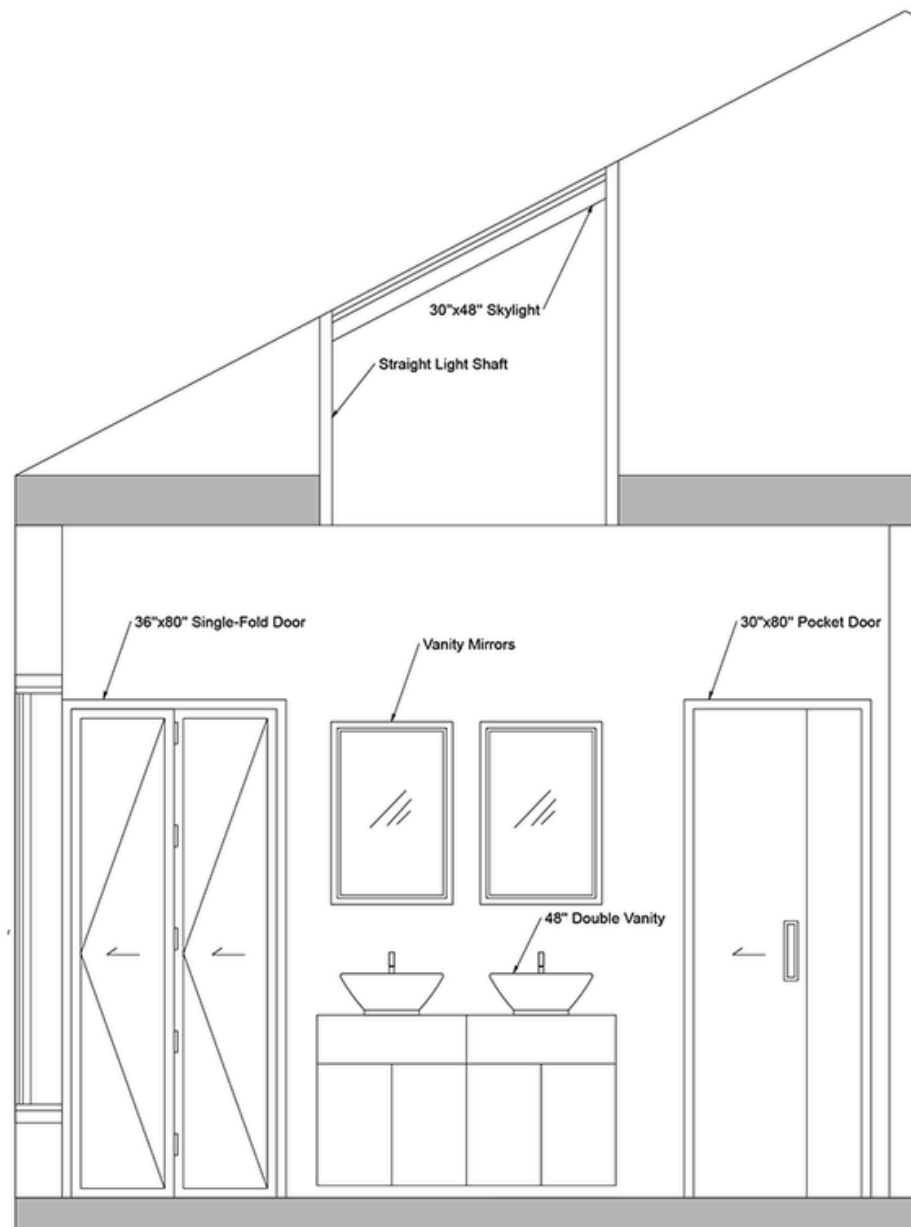 30"x48" Skylight
Straight Light Shaft
36"x80" Single-Fold Door
30"x80" Pocket Door
Vanity Mirrors
48" Double Vanity